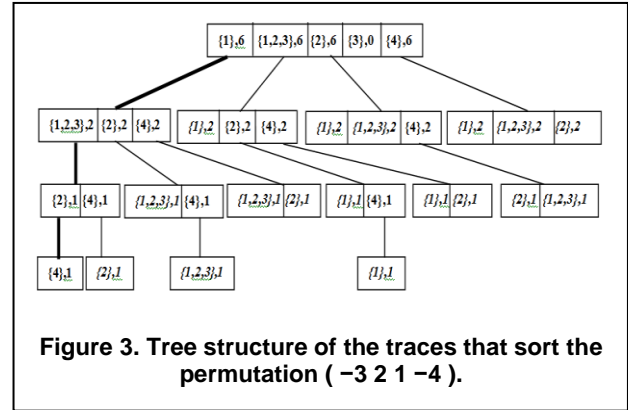 {1},6 {1,2,3},6 {2},6 {3},0 {4},6
{1,2,3},2 {2},2 {4},2 {1},2 {2},2 {4},2 {1},2 {1,2,3},2 {4},2 {1},2 {1,2,3},2 {2},2
{2},1 {4},1 {1,2,3},1 {4},1 {1,2,3},1 {2},1 {1},1 {4},1 {1},1 {2},1 {2},1 {1,2,3},1
{4},1 {2},1 {1,2,3},1 {1},1
Figure 3. Tree structure of the traces that sort the
permutation ( −3 2 1 −4 ).